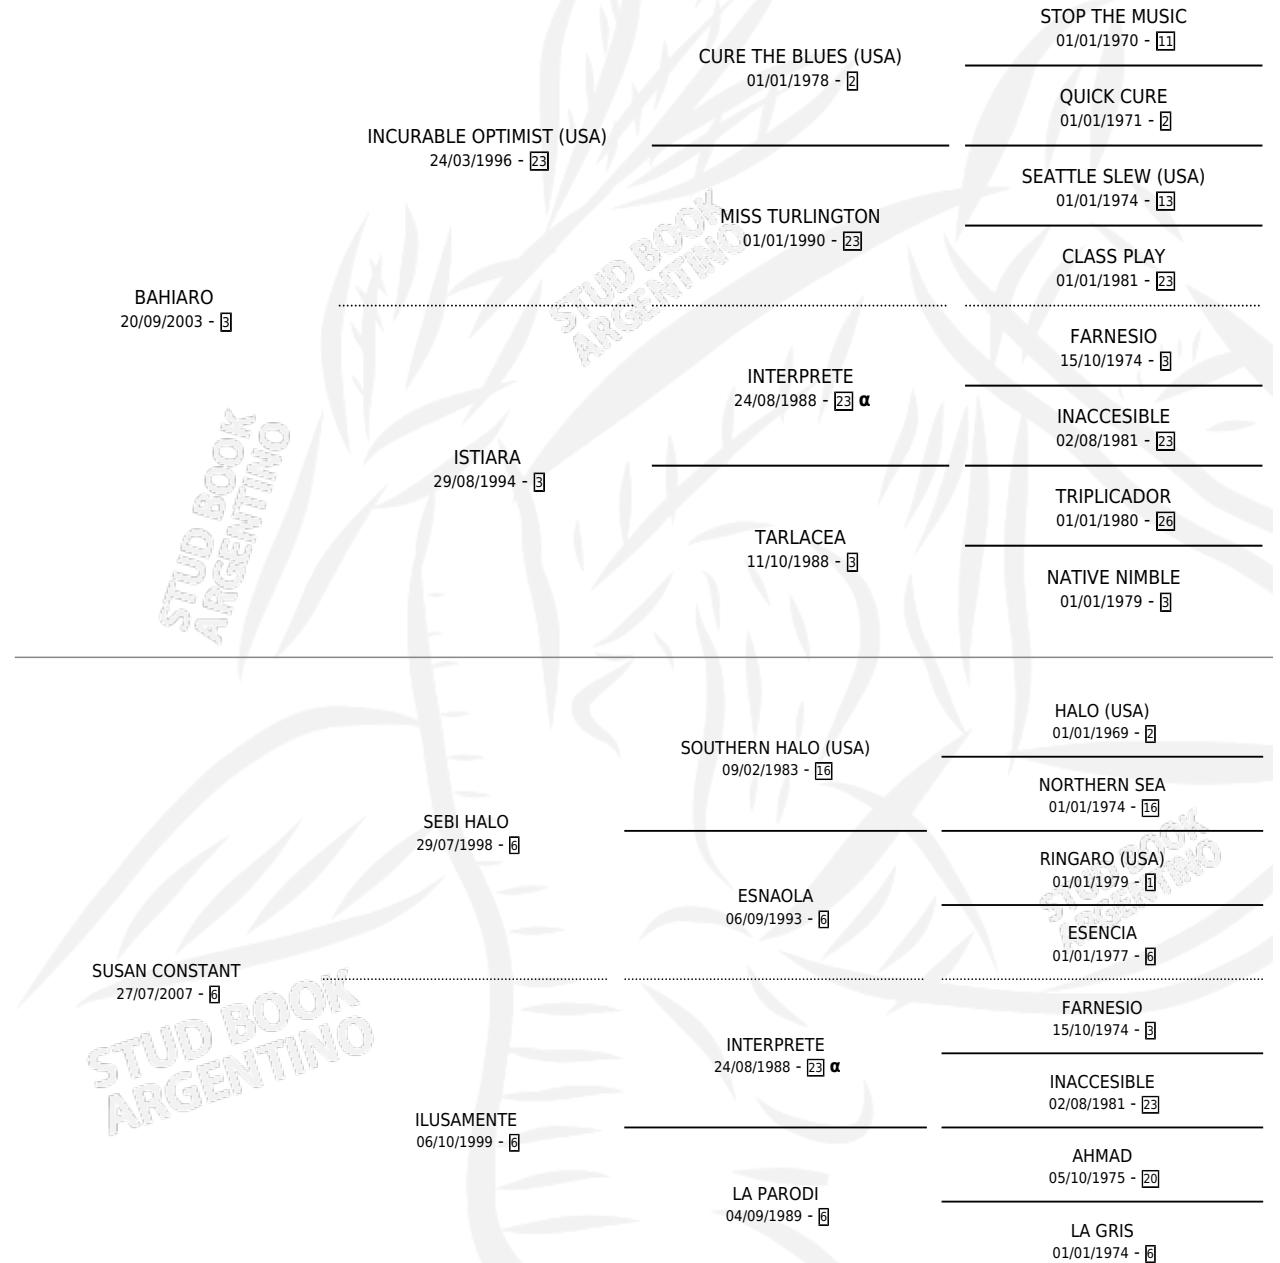 STOP THE MUSIC
01/01/1970 - 11
CURE THE BLUES (USA)
01/01/1978 - 2
QUICK CURE
01/01/1971 - 2
INCURABLE OPTIMIST (USA)
24/03/1996 - 23
SEATTLE SLEW (USA)
01/01/1974 - 13
MISS TURLINGTON
01/01/1990 - 23
CLASS PLAY
01/01/1981 - 23
BAHIARO
20/09/2003 - 3
FARNESIO
15/10/1974 - 3
INTERPRETE
24/08/1988 - 23 α
INACCESIBLE
02/08/1981 - 23
ISTIARA
29/08/1994 - 3
TRIPLICADOR
01/01/1980 - 26
TARLACEA
11/10/1988 - 3
NATIVE NIMBLE
01/01/1979 - 3
HALO (USA)
01/01/1969 - 2
SOUTHERN HALO (USA)
09/02/1983 - 16
NORTHERN SEA
01/01/1974 - 16
SEBI HALO
29/07/1998 - 6
RINGARO (USA)
01/01/1979 - 1
ESNAOLA
06/09/1993 - 6
ESENCIA
01/01/1977 - 6
SUSAN CONSTANT
27/07/2007 - 6
FARNESIO
15/10/1974 - 3
INTERPRETE
24/08/1988 - 23 α
INACCESIBLE
02/08/1981 - 23
ILUSAMENTE
06/10/1999 - 6
AHMAD
05/10/1975 - 20
LA PARODI
04/09/1989 - 6
LA GRIS
01/01/1974 - 6
STUD BOOK
ARGENTINO
STUD BOOK
ARGENTINO
STUD BOOK
ARGENTINO
STUD BOOK
ARGENTINO